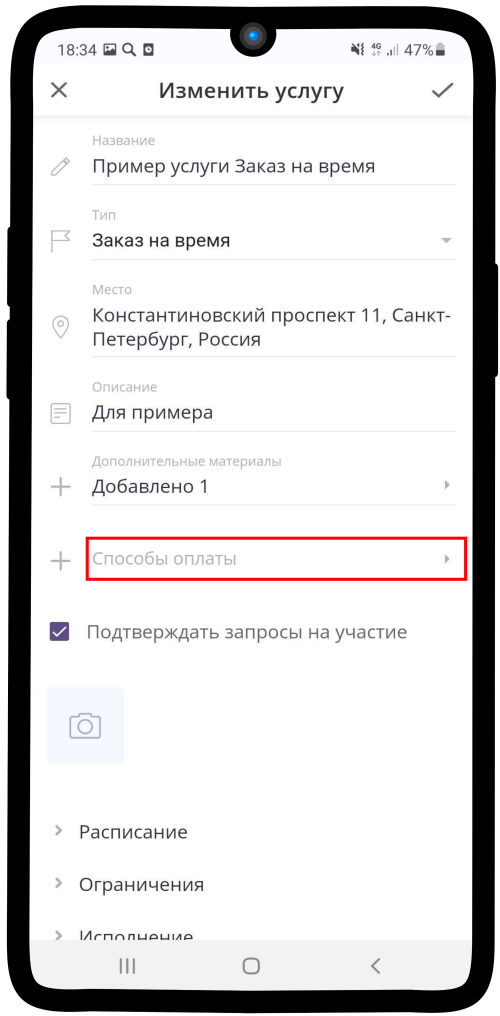 18:34 4G 47%
Изменить услугу
Название
Пример услуги Заказ на время
Тип
Заказ на время
Место
Константиновский проспект 11, Санкт-
Петербург, Россия
Описание
Для примера
Дополнительные материалы
Добавлено 1
Способы оплаты
Подтверждать запросы на участие
Расписание
Ограничения
Исполнение